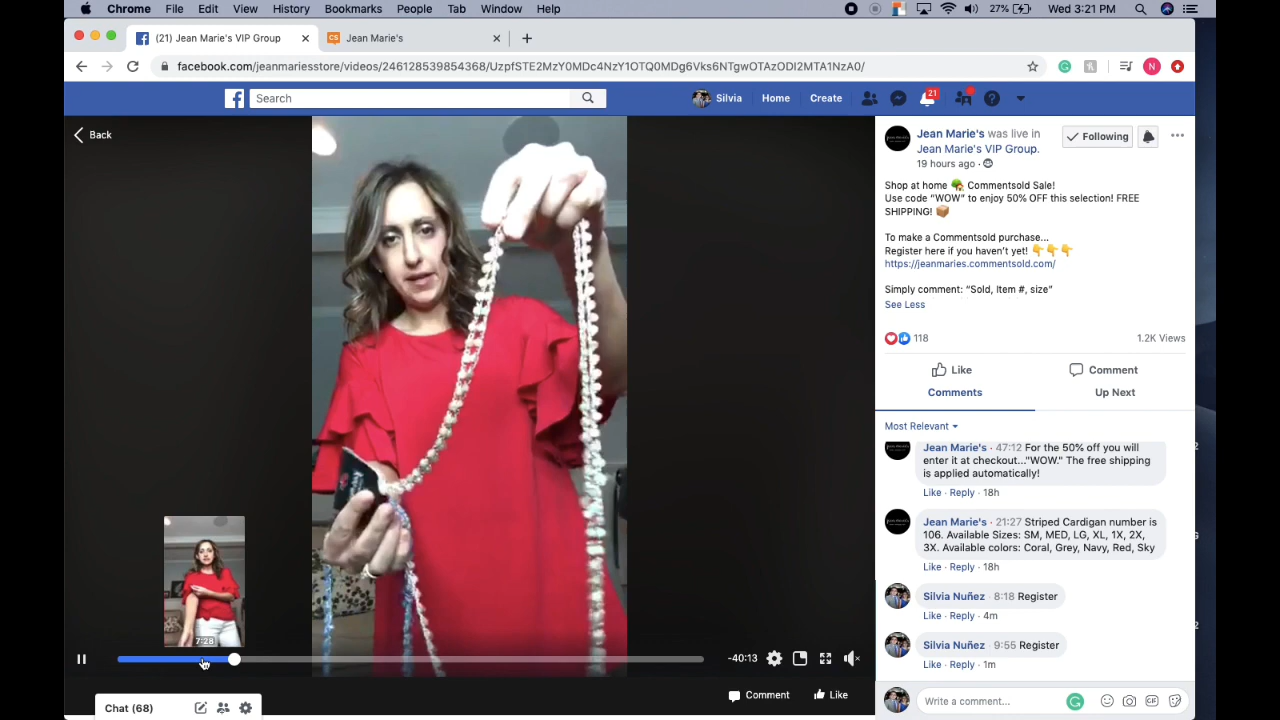 Chrome File Edit View History Bookmarks People Tab Window Help 27% Wed 3:21 PM
(21) Jean Marie's VIP Group CS Jean Marie's
facebook.com/jeanmariesstore/videos/246128539854368/UzpfSTE2MzY0MDc4NzY1OTQ0MDg6Vks6NTgwOTAzODI2MTA1NzA0/
Search Silvia Home Create 21
Back
Jean Marie's was live in
Jean Marie's VIP Group.
Following
19 hours ago
Shop at home Commentsold Sale!
Use code "WOW" to enjoy 50% OFF this selection! FREE
SHIPPING!
To make a Commentsold purchase...
Register here if you haven't yet!
https://jeanmaries.commentsold.com/
Simply comment: "Sold, Item #, size"
See Less
118 1.2K Views
Like Comment
Comments Up Next
Most Relevant
Jean Marie's · 47:12 For the 50% off you will
enter it at checkout..."WOW." The free shipping
is applied automatically!
Like · Reply · 18h
Jean Marie's · 21:27 Striped Cardigan number is
106. Available Sizes: SM, MED, LG, XL, 1X, 2X,
3X. Available colors: Coral, Grey, Navy, Red, Sky
Like · Reply · 18h
Silvia Nuñez · 8:18 Register
Like · Reply · 4m
Silvia Nuñez · 9:55 Register
Like · Reply · 1m
Write a comment...
7:28
-40:13
Comment Like
Chat (68)